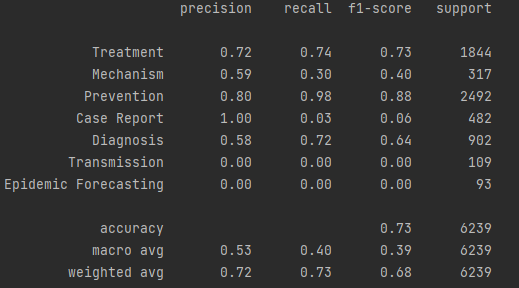 precision recall f1-score support
Treatment 0.72 0.74 0.73 1844
Mechanism 0.59 0.30 0.40 317
Prevention 0.80 0.98 0.88 2492
Case Report 1.00 0.03 0.06 482
Diagnosis 0.58 0.72 0.64 902
Transmission 0.00 0.00 0.00 109
Epidemic Forecasting 0.00 0.00 0.00 93
accuracy 0.73 6239
macro avg 0.53 0.40 0.39 6239
weighted avg 0.72 0.73 0.68 6239